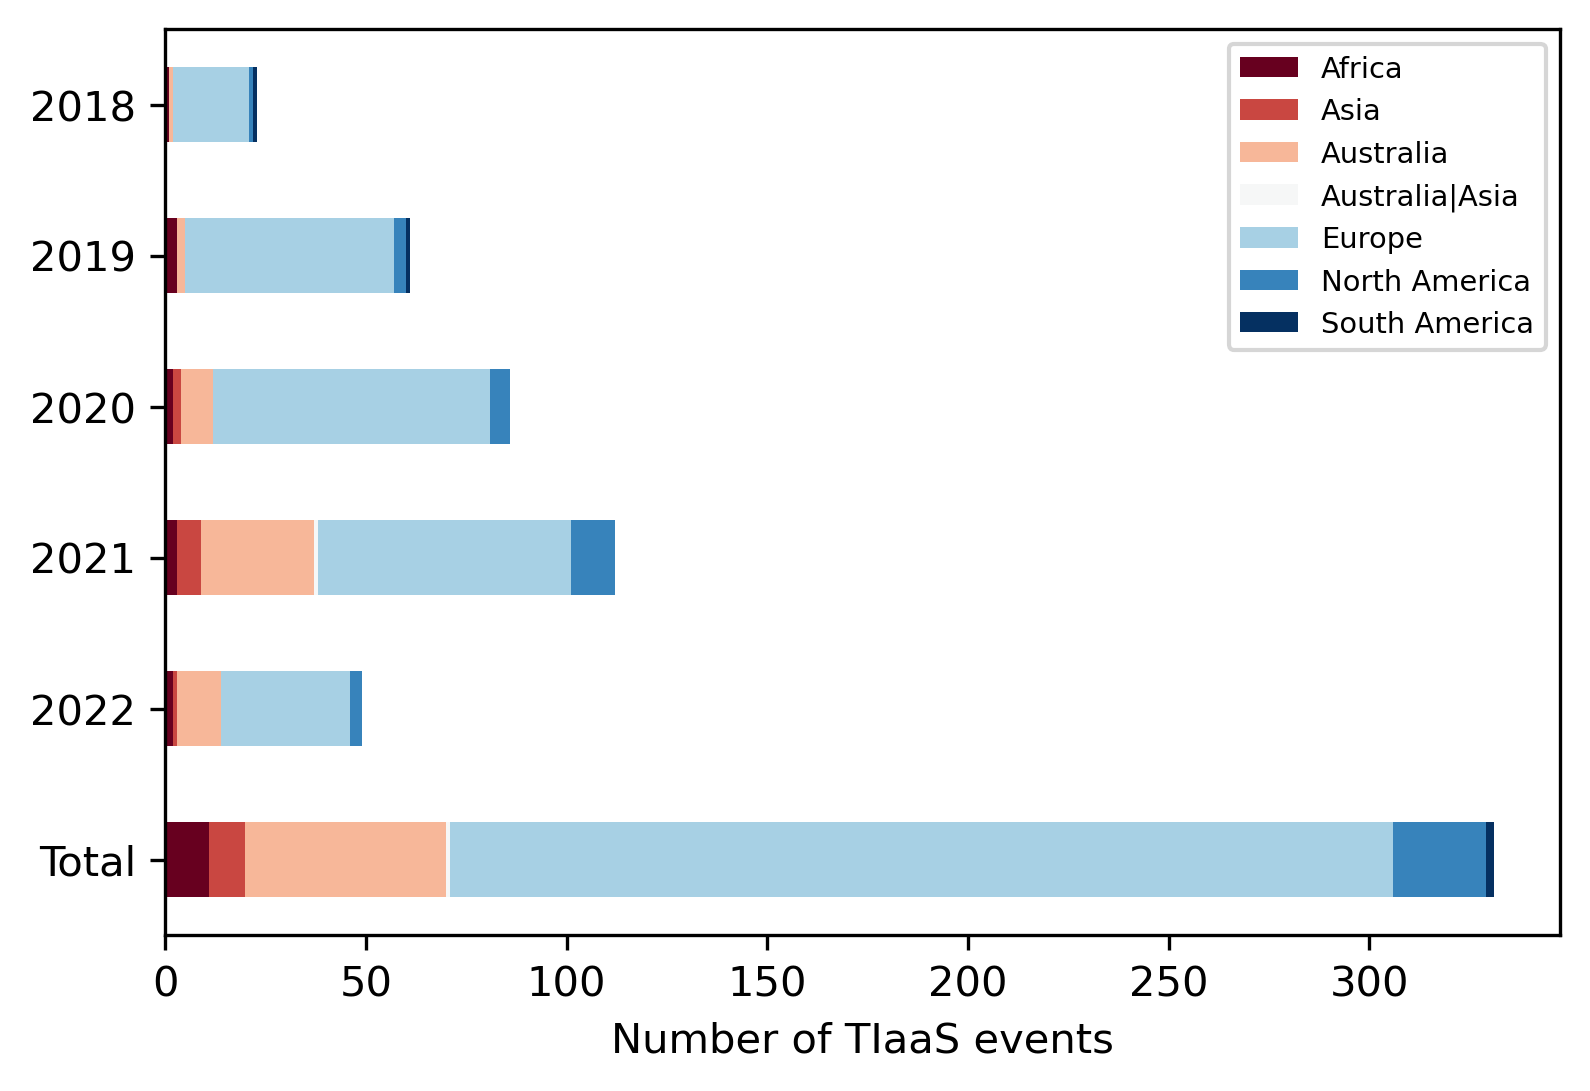 2018
2019
2020
2021
2022
Total
0 50 100 150 200 250 300
Number of TIaaS events
Africa
Asia
Australia
Australia|Asia
Europe
North America
South America